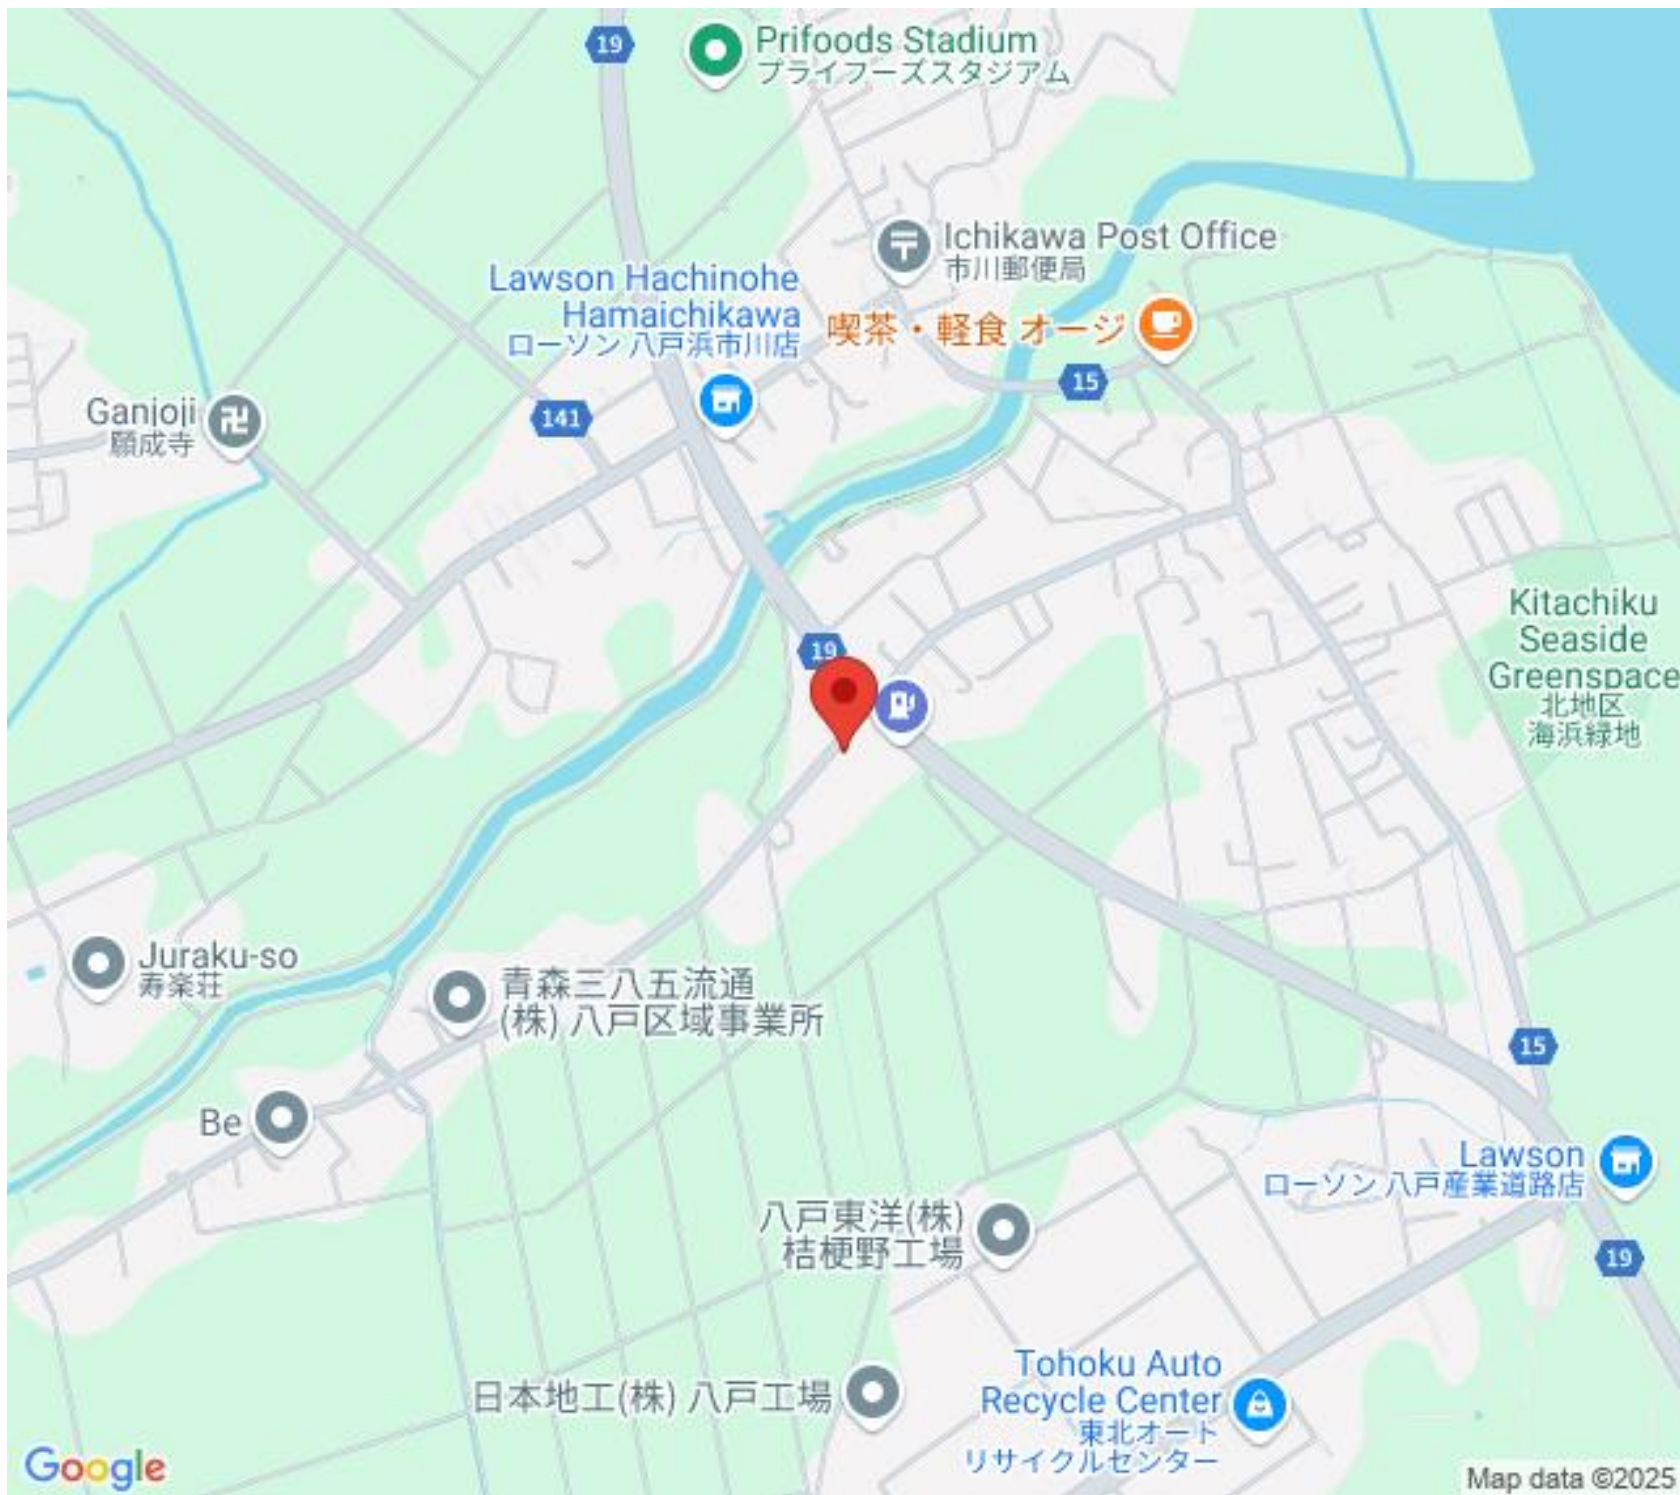 19
Prifoods Stadium
プライフーズスタジアム
Ichikawa Post Office
市川郵便局
Lawson Hachinohe
Hamaichikawa
ローソン 八戸浜市川店
喫茶・軽食 オージ
15
Ganjoji
願成寺
141
Kitachiku
Seaside
Greenspace
北地区
海浜緑地
19
Juraku-so
寿楽荘
青森三八五流通
(株) 八戸区域事業所
15
Be
Lawson
ローソン 八戸産業道路店
八戸東洋(株)
桔梗野工場
19
Tohoku Auto
Recycle Center
東北オート
リサイクルセンター
日本地工(株) 八戸工場
Google
Map data ©2025